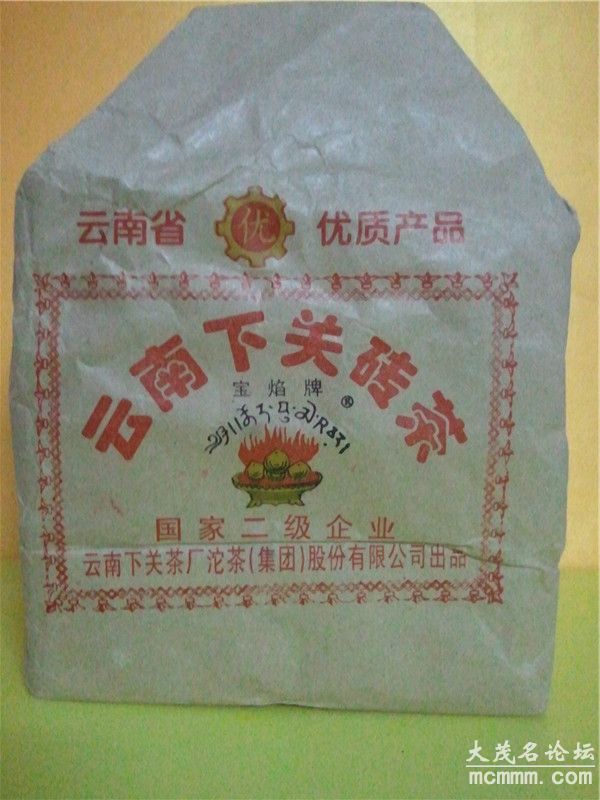 云南省 优 优质产品
云南下关砖茶
宝焰牌 ®
国家二级企业
云南下关茶厂沱茶(集团)股份有限公司出品
大茂名论坛
mcmmm.com